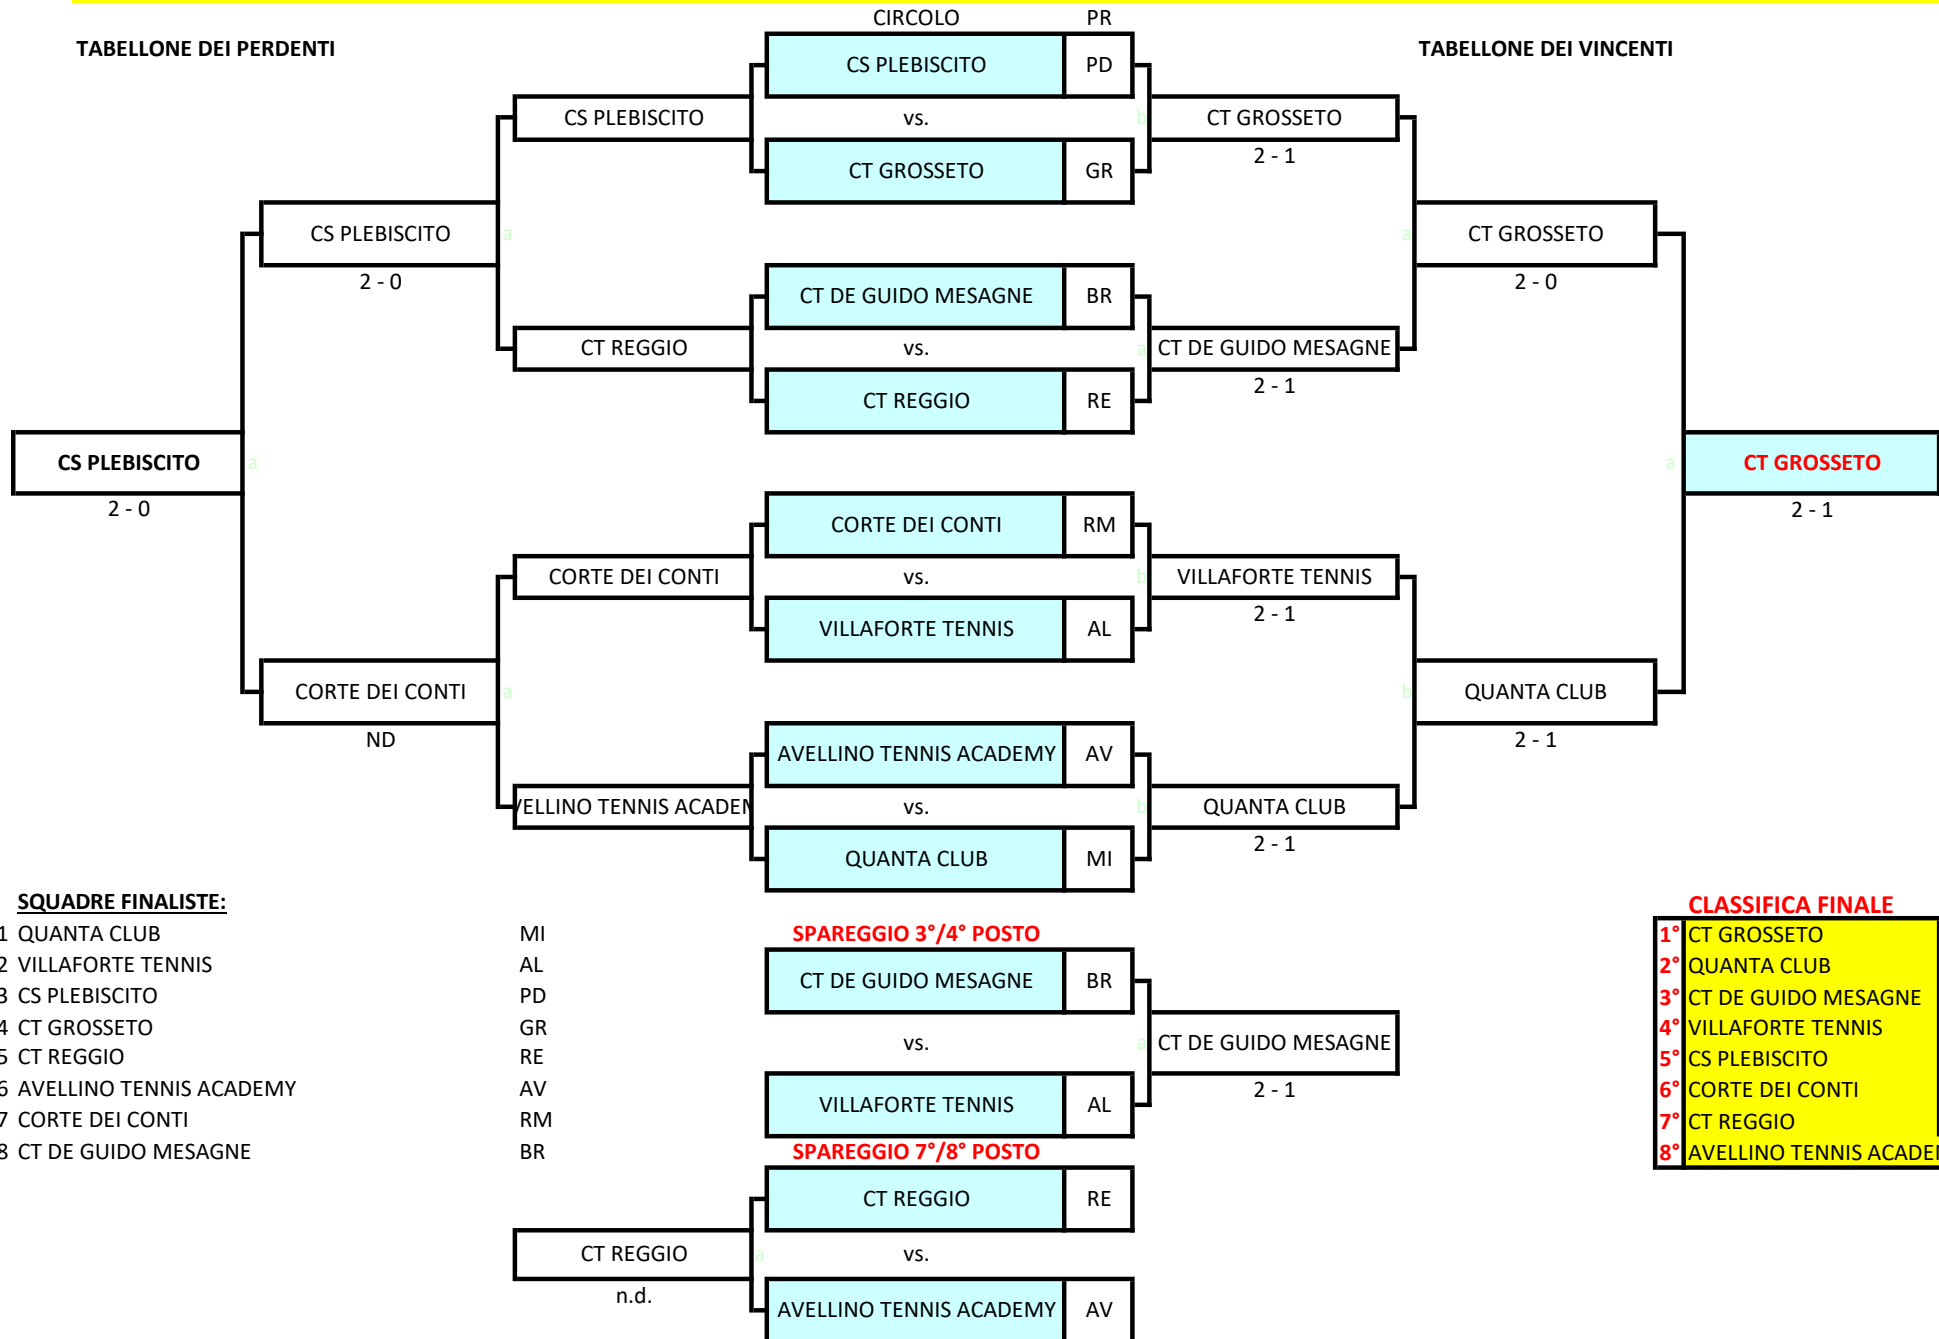 CIRCOLO PR
TABELLONE DEI PERDENTI
TABELLONE DEI VINCENTI
CS PLEBISCITO PD
CS PLEBISCITO vs. b CT GROSSETO
2 - 1
CT GROSSETO GR
CS PLEBISCITO a a CT GROSSETO
2 - 0 2 - 0
CT DE GUIDO MESAGNE BR
CT REGGIO vs. a CT DE GUIDO MESAGNE
2 - 1
CT REGGIO RE
CS PLEBISCITO a a CT GROSSETO
2 - 0 2 - 1
CORTE DEI CONTI RM
CORTE DEI CONTI vs. b VILLAFORTE TENNIS
2 - 1
VILLAFORTE TENNIS AL
CORTE DEI CONTI a b QUANTA CLUB
ND 2 - 1
AVELLINO TENNIS ACADEMY AV
VELLINO TENNIS ACADEM vs. b QUANTA CLUB
2 - 1
QUANTA CLUB MI
SQUADRE FINALISTE:
1 QUANTA CLUB MI
2 VILLAFORTE TENNIS AL
3 CS PLEBISCITO PD
4 CT GROSSETO GR
5 CT REGGIO RE
6 AVELLINO TENNIS ACADEMY AV
7 CORTE DEI CONTI RM
8 CT DE GUIDO MESAGNE BR
SPAREGGIO 3°/4° POSTO
CT DE GUIDO MESAGNE BR
vs. a CT DE GUIDO MESAGNE
2 - 1
VILLAFORTE TENNIS AL
SPAREGGIO 7°/8° POSTO
CT REGGIO RE
CT REGGIO a vs.
n.d.
AVELLINO TENNIS ACADEMY AV
CLASSIFICA FINALE
1° CT GROSSETO
2° QUANTA CLUB
3° CT DE GUIDO MESAGNE
4° VILLAFORTE TENNIS
5° CS PLEBISCITO
6° CORTE DEI CONTI
7° CT REGGIO
8° AVELLINO TENNIS ACADEM